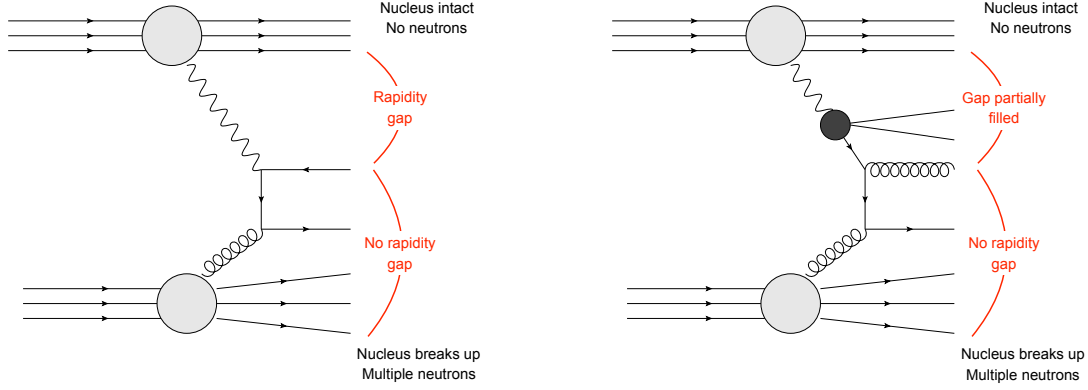 Nucleus intact
No neutrons
Rapidity
gap
No rapidity
gap
Nucleus breaks up
Multiple neutrons
Nucleus intact
No neutrons
Gap partially
filled
No rapidity
gap
Nucleus breaks up
Multiple neutrons